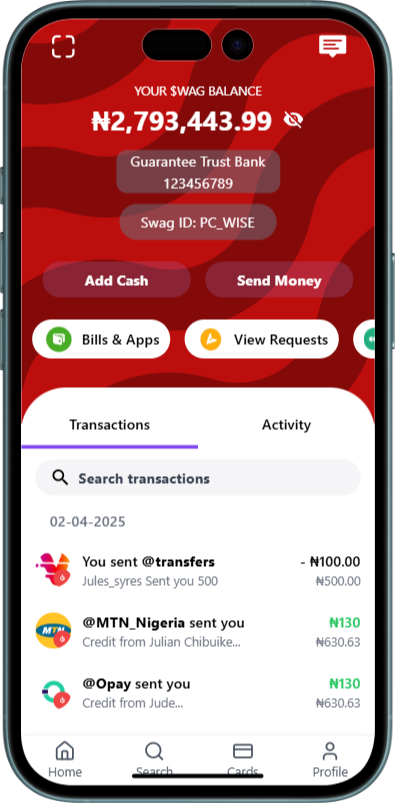 YOUR $WAG BALANCE
₦2,793,443.99
Guarantee Trust Bank
123456789
Swag ID: PC_WISE
Add Cash Send Money
Bills & Apps View Requests
Transactions Activity
Search transactions
02-04-2025
You sent @transfers - ₦100.00
Jules_syres Sent you 500 ₦500.00
MTN
@MTN_Nigeria sent you ₦130
Credit from Julian Chibuike... ₦630.63
@Opay sent you ₦130
Credit from Jude... ₦630.63
Home Search Cards Profile